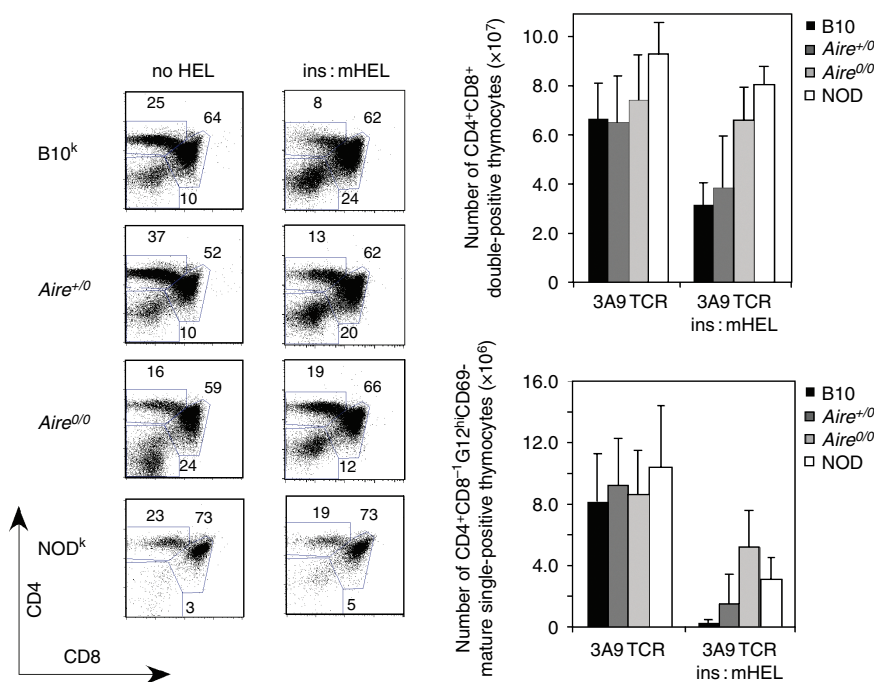 no HEL
ins : mHEL
B10k
25
64
10
8
62
24
Aire+/0
37
52
10
13
62
20
Aire0/0
16
59
24
19
66
12
NODk
23
73
3
19
73
5
CD4
CD8
Number of CD4+CD8+
double-positive thymocytes (×10⁷)
10.0
8.0
6.0
4.0
2.0
0
3A9 TCR
3A9 TCR
ins : mHEL
B10
Aire+/0
Aire0/0
NOD
Number of CD4+CD8–1G12hiCD69-
mature single-positive thymocytes (×10⁶)
16.0
12.0
8.0
4.0
0
3A9 TCR
3A9 TCR
ins : mHEL
B10
Aire+/0
Aire0/0
NOD